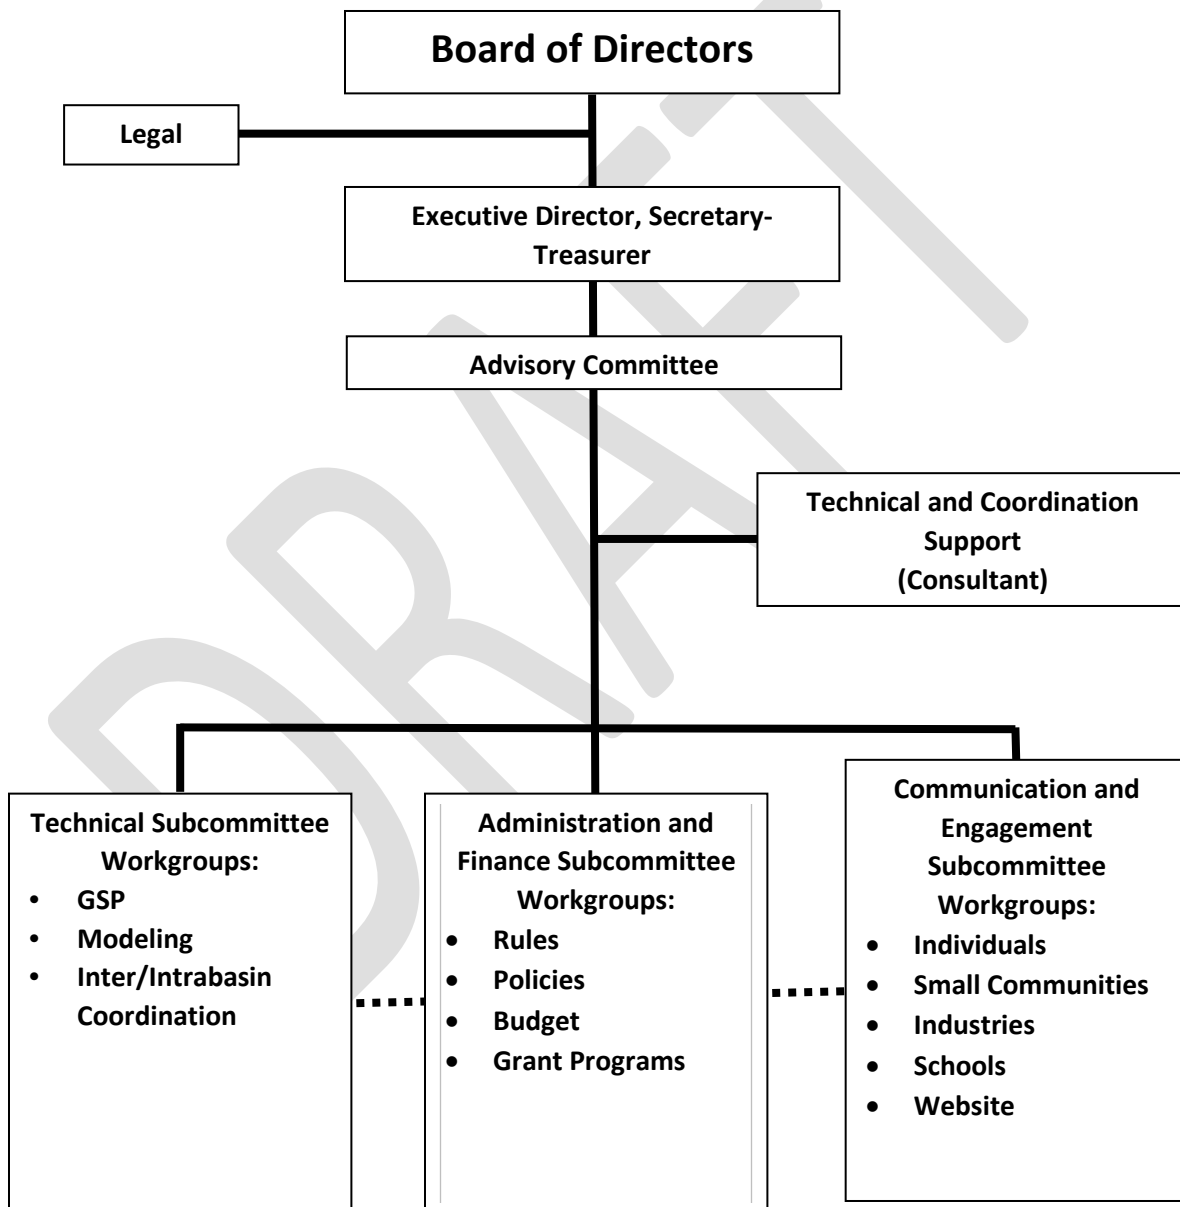 Board of Directors
Legal
Executive Director, Secretary-
Treasurer
Advisory Committee
Technical and Coordination
Support
(Consultant)
Technical Subcommittee
Workgroups:
• GSP
• Modeling
• Inter/Intrabasin
Coordination
Administration and
Finance Subcommittee
Workgroups:
• Rules
• Policies
• Budget
• Grant Programs
Communication and
Engagement
Subcommittee
Workgroups:
• Individuals
• Small Communities
• Industries
• Schools
• Website
DRAFT